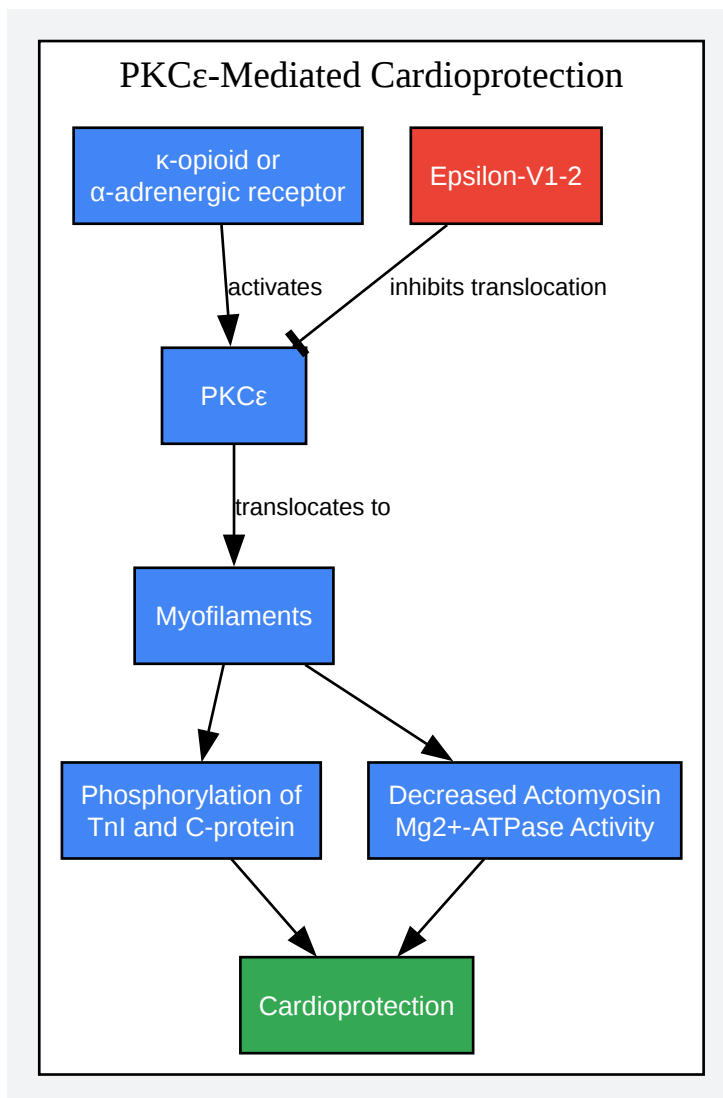 PKCε-Mediated Cardioprotection
κ-opioid or
α-adrenergic receptor
Epsilon-V1-2
activates
inhibits translocation
PKCε
translocates to
Myofilaments
Phosphorylation of
TnI and C-protein
Decreased Actomyosin
Mg2+-ATPase Activity
Cardioprotection